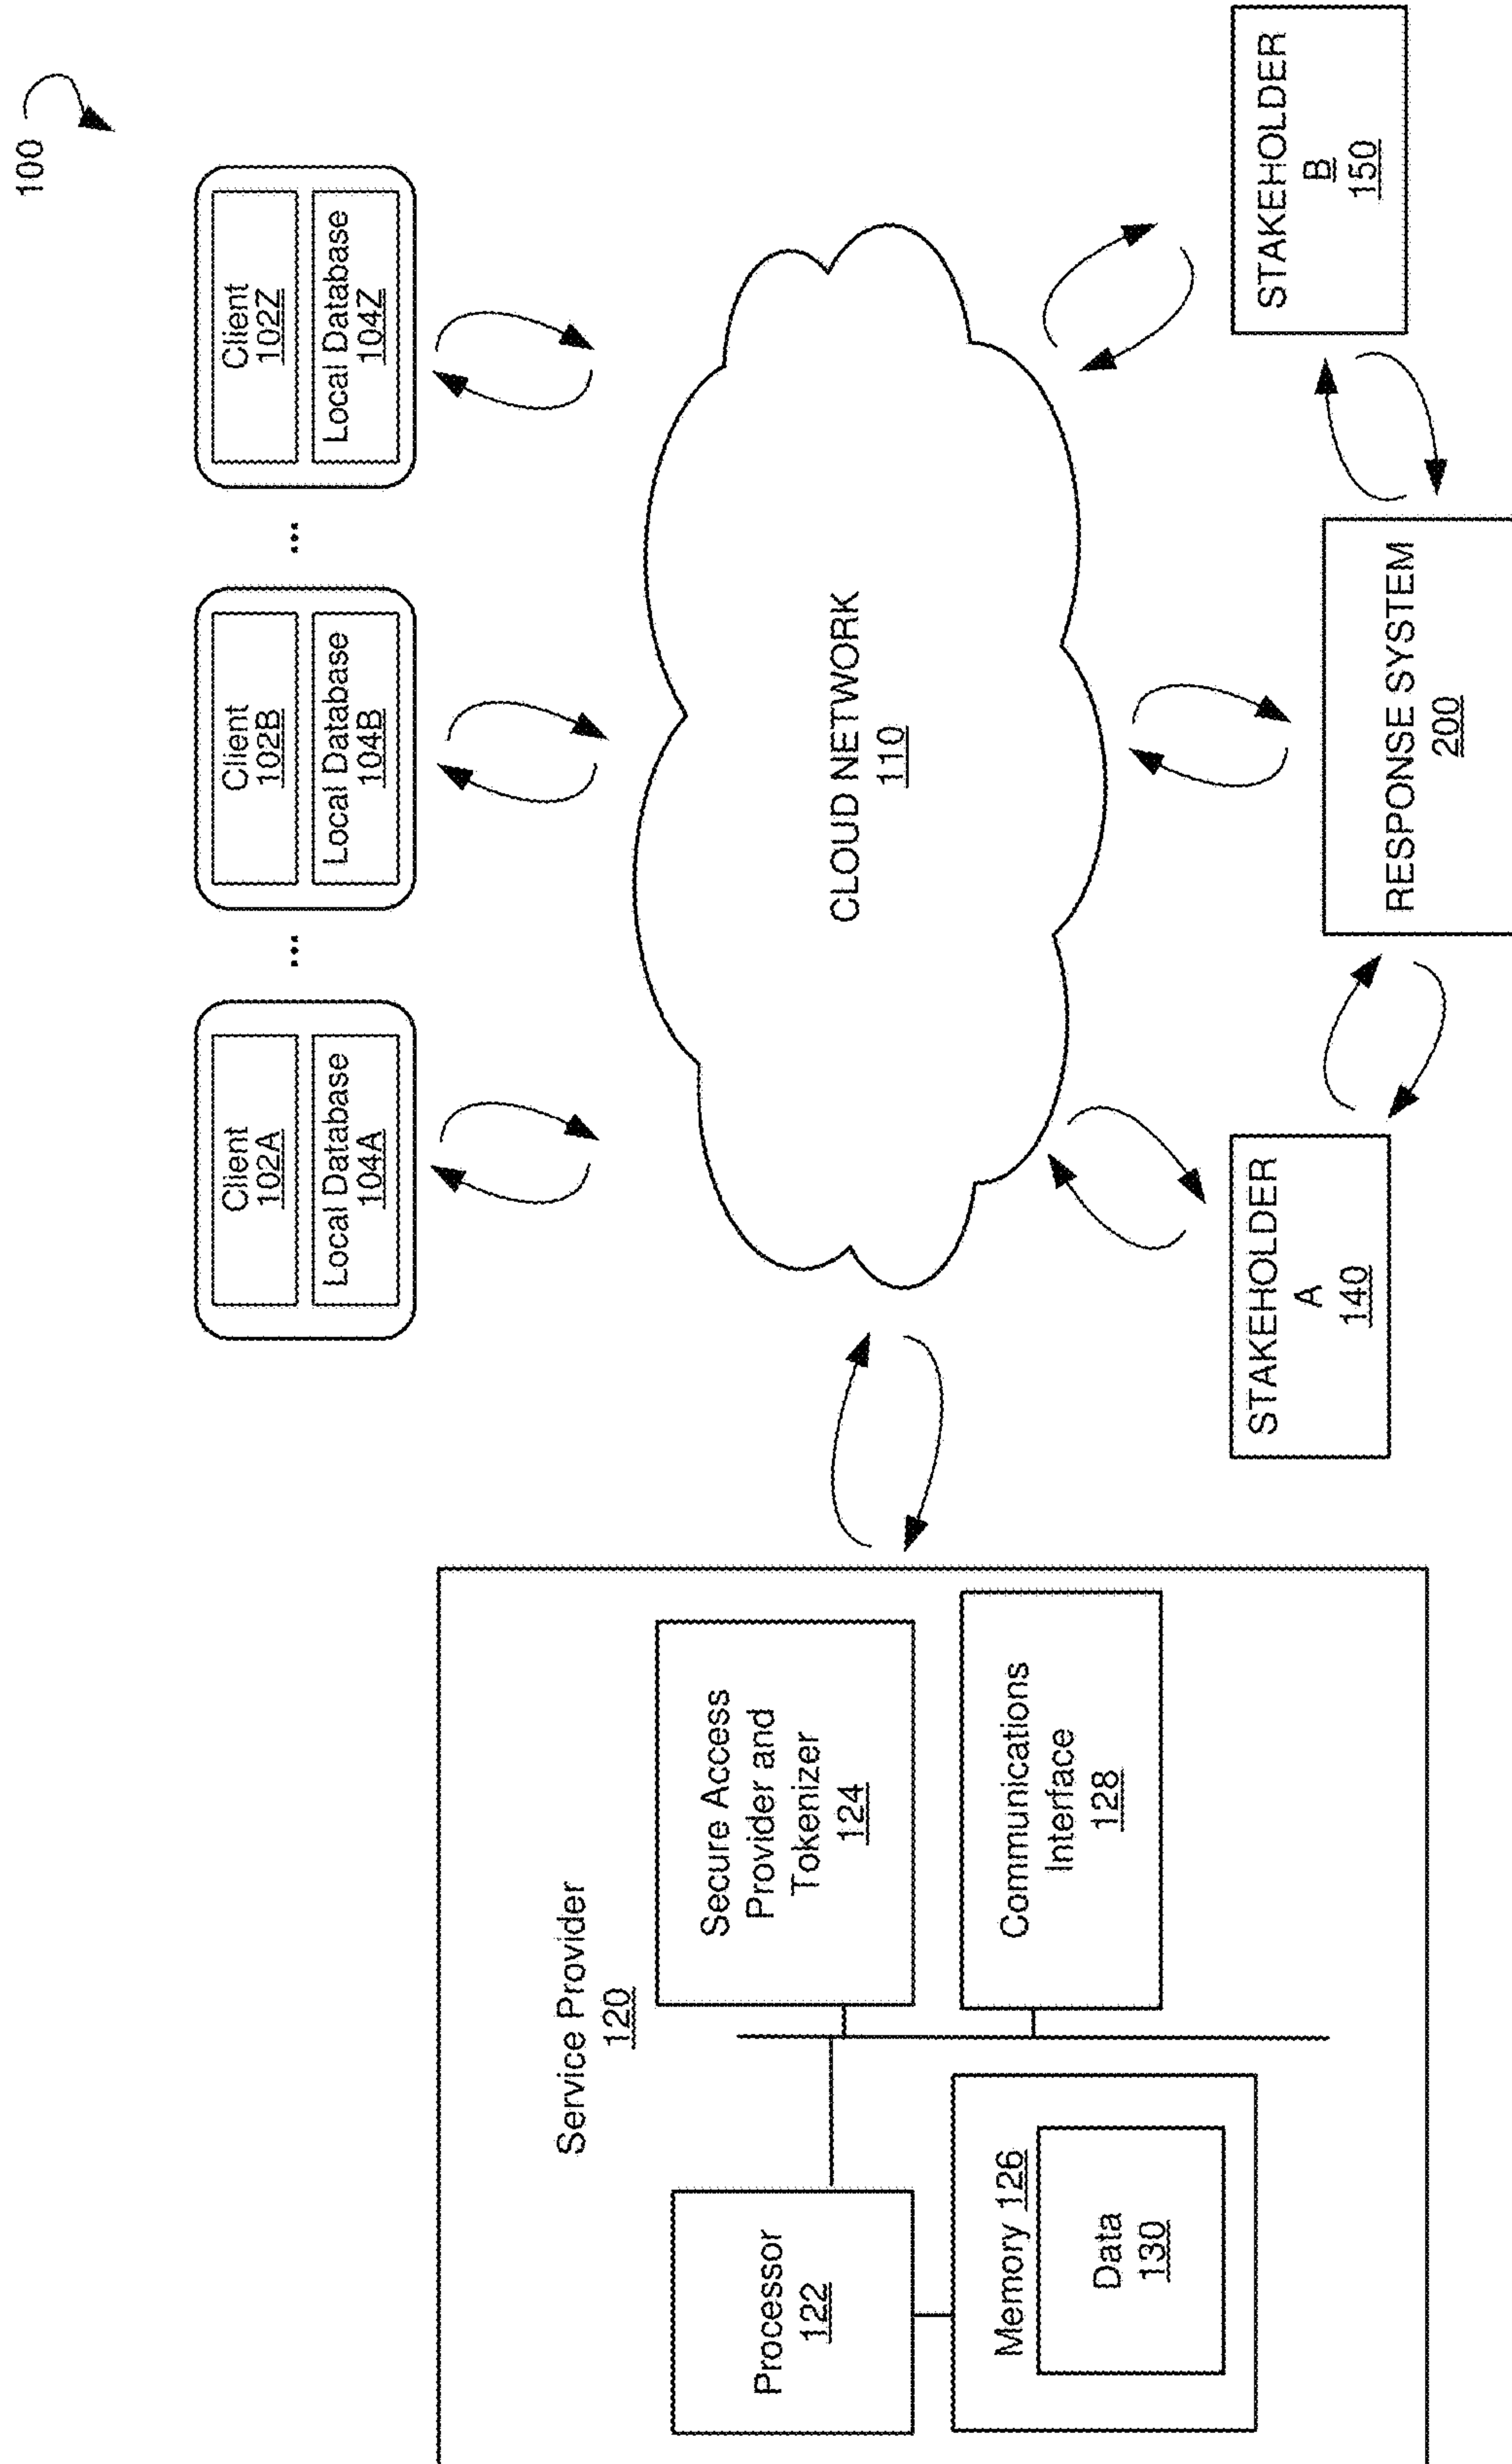 100
Client
102A
Local Database
104A
...
Client
102B
Local Database
104B
...
Client
102Z
Local Database
104Z
CLOUD NETWORK
110
Service Provider
120
Processor
122
Memory 126
Data
130
Secure Access
Provider and
Tokenizer
124
Communications
Interface
128
STAKEHOLDER
A
140
RESPONSE SYSTEM
200
STAKEHOLDER
B
150